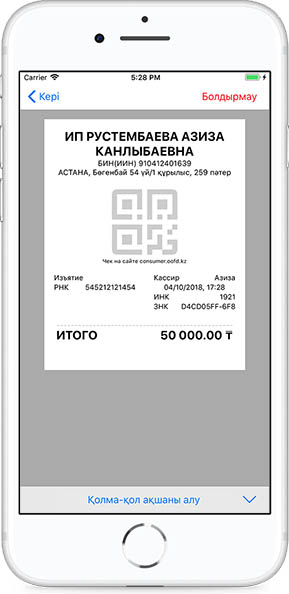 Carrier 5:28 PM
Кері Болдырмау
ИП РУСТЕМБАЕВА АЗИЗА
КАНЛЫБАЕВНА
БИН(ИИН) 910412401639
АСТАНА, Бөгенбай 54 үй/1 құрылыс, 259 пәтер
Чек на сайте consumer.oofd.kz
Изъятие Кассир Азиза
РНК 545212121454 04/10/2018, 17:28
ИНК 1921
ЗНК D4CD05FF-6F8
ИТОГО 50 000.00 ₸
Қолма-қол ақшаны алу